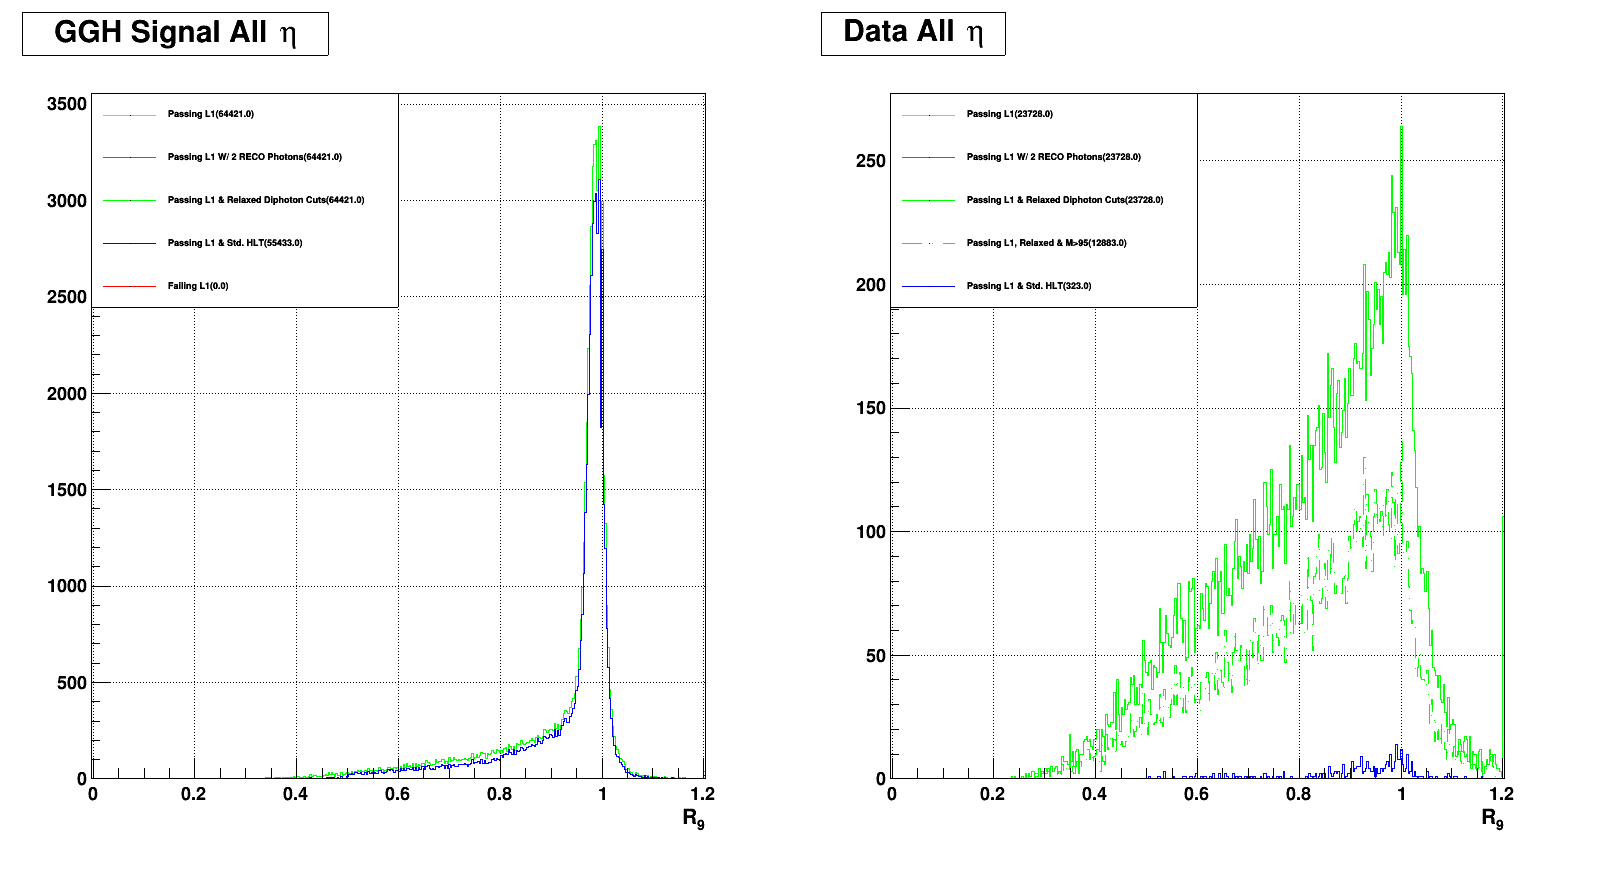 GGH Signal All η
3500
3000
2500
2000
1500
1000
500
0
Passing L1(64421.0)
Passing L1 W/ 2 RECO Photons(64421.0)
Passing L1 & Relaxed Diphoton Cuts(64421.0)
Passing L1 & Std. HLT(55433.0)
Failing L1(0.0)
0 0.2 0.4 0.6 0.8 1 1.2
R9
Data All η
250
200
150
100
50
0
Passing L1(23728.0)
Passing L1 W/ 2 RECO Photons(23728.0)
Passing L1 & Relaxed Diphoton Cuts(23728.0)
Passing L1, Relaxed & M>95(12883.0)
Passing L1 & Std. HLT(323.0)
0 0.2 0.4 0.6 0.8 1 1.2
R9